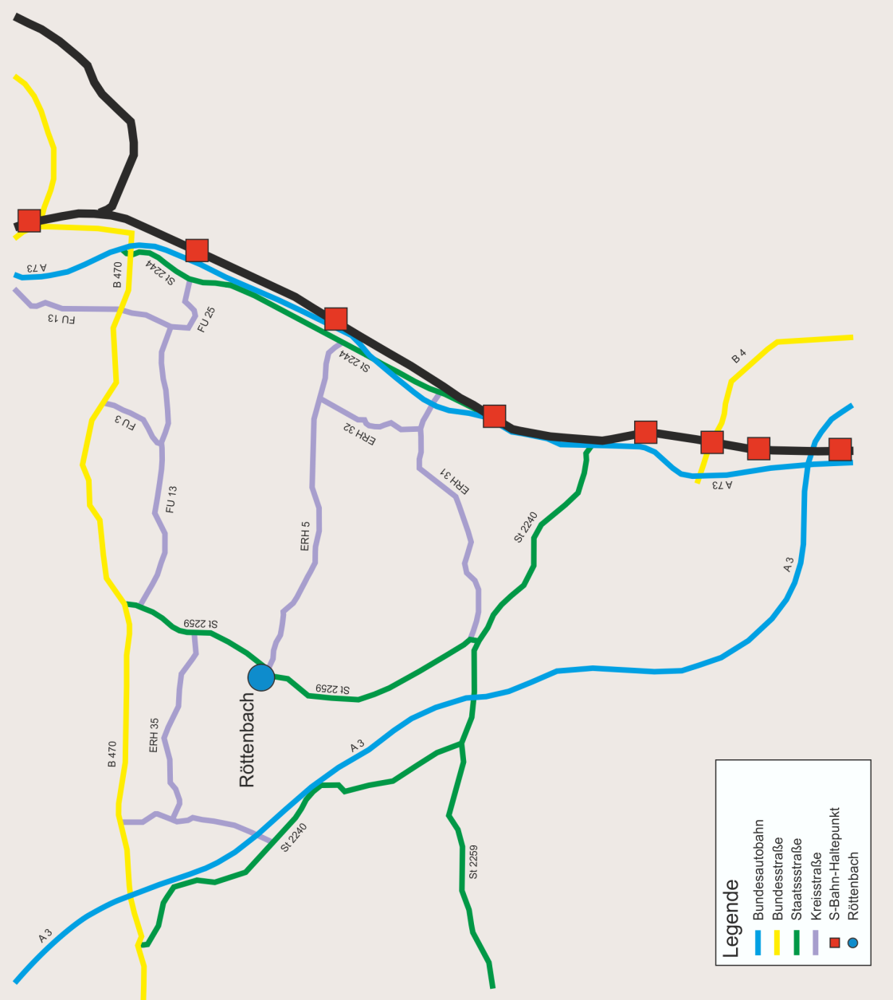 A 73
B 470
St 2244
FU 13
FU 25
FU 3
FU 13
St 2244
ERH 32
ERH 31
ERH 5
St 2240
B 4
A 73
A 3
St 2259
St 2259
Röttenbach
ERH 35
B 470
A 3
St 2240
St 2259
A 3
Legende
Bundesautobahn
Bundesstraße
Staatssstraße
Kreisstraße
S-Bahn-Haltepunkt
Röttenbach